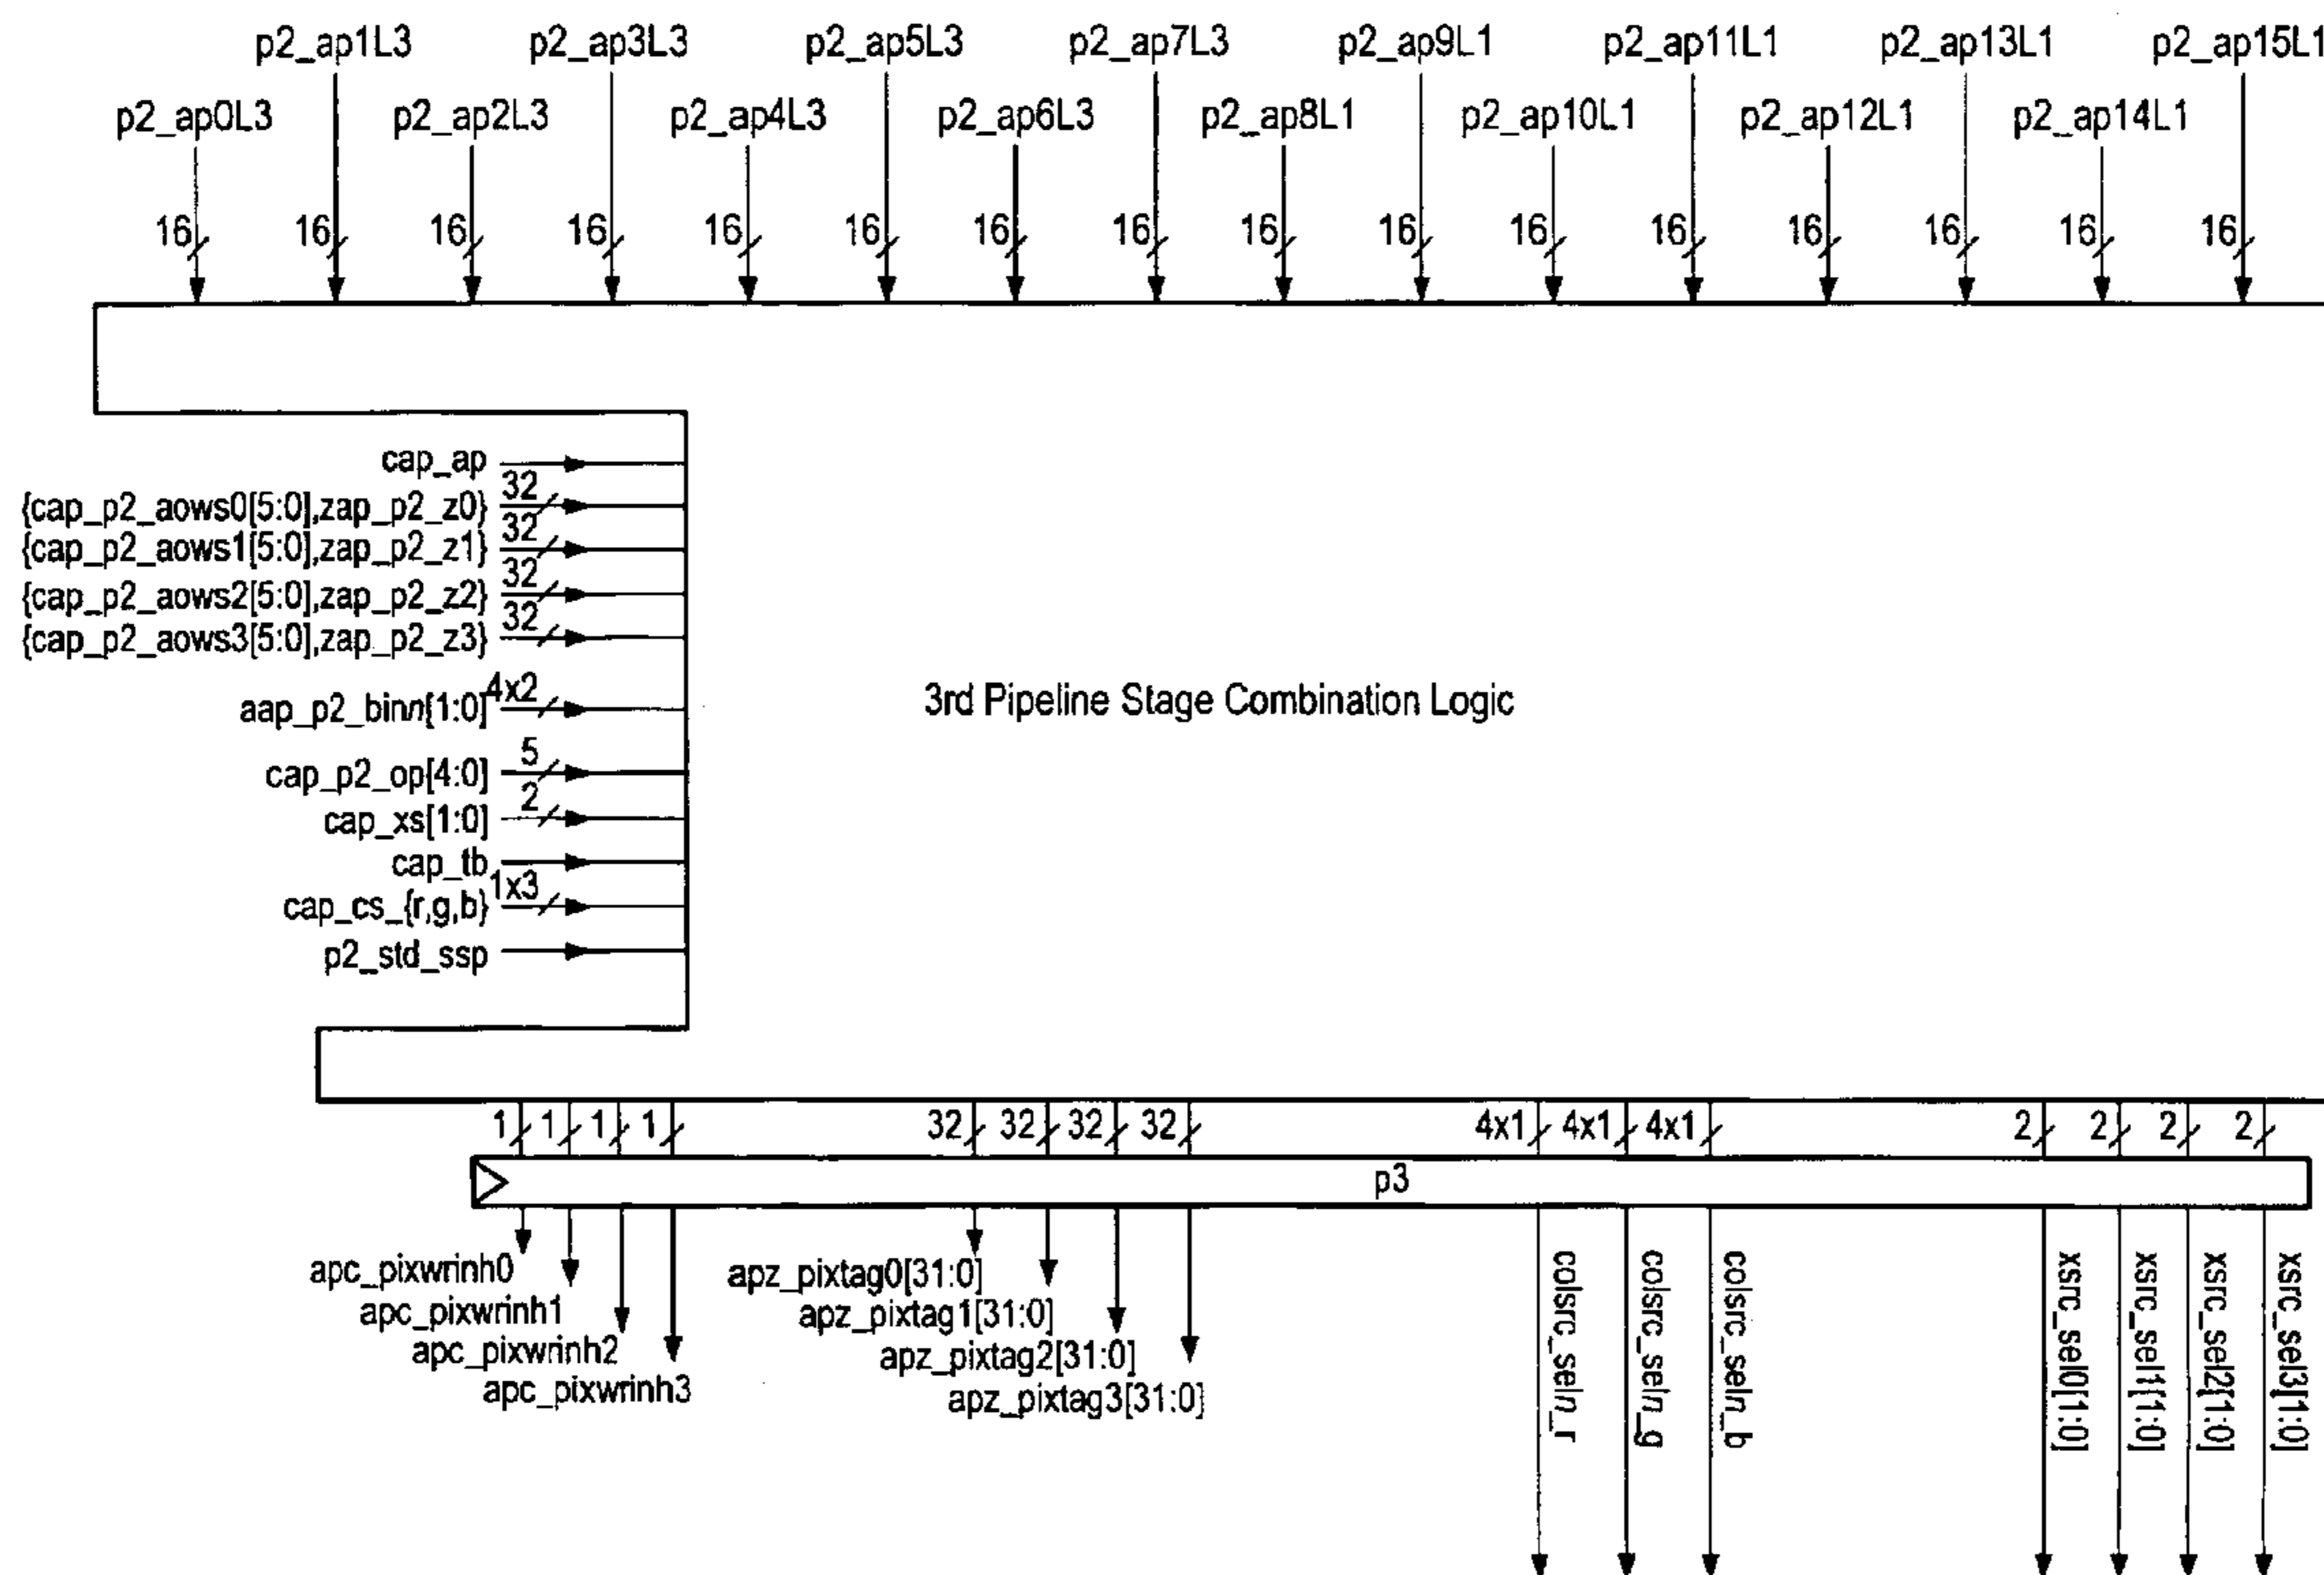 p2_ap1L3 p2_ap3L3 p2_ap5L3 p2_ap7L3 p2_ap9L1 p2_ap11L1 p2_ap13L1 p2_ap15L1
p2_ap0L3 p2_ap2L3 p2_ap4L3 p2_ap6L3 p2_ap8L1 p2_ap10L1 p2_ap12L1 p2_ap14L1
16 16 16 16 16 16 16 16 16 16 16 16 16 16 16 16
cap_ap
{cap_p2_aows0[5:0],zap_p2_z0} 32
{cap_p2_aows1[5:0],zap_p2_z1} 32
{cap_p2_aows2[5:0],zap_p2_z2} 32
{cap_p2_aows3[5:0],zap_p2_z3} 32
aap_p2_binn[1:0] 4x2
3rd Pipeline Stage Combination Logic
cap_p2_op[4:0] 5
cap_xs[1:0] 2
cap_tb
cap_cs_{r,g,b} 1x3
p2_std_ssp
1 1 1 1 32 32 32 32 4x1 4x1 4x1 2 2 2 2
p3
apc_pixwrinh0
apc_pixwrinh1
apc_pixwrinh2
apc_pixwrinh3
apz_pixtag0[31:0]
apz_pixtag1[31:0]
apz_pixtag2[31:0]
apz_pixtag3[31:0]
colsrc_seln_r
colsrc_seln_g
colsrc_seln_b
xsrc_sel0[1:0]
xsrc_sel1[1:0]
xsrc_sel2[1:0]
xsrc_sel3[1:0]